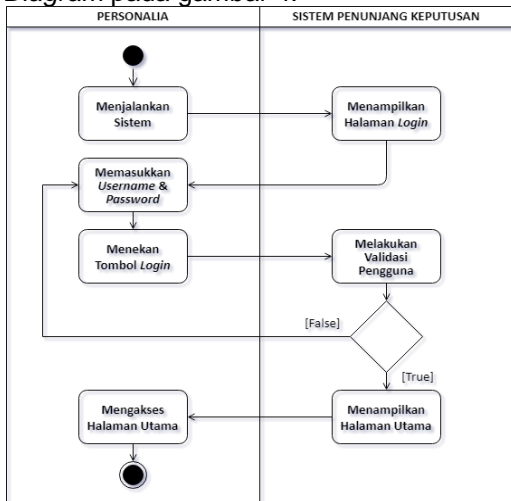 Diagram pada gambar 4.
PERSONALIA
SISTEM PENUNJANG KEPUTUSAN
Menjalankan
Sistem
Menampilkan
Halaman Login
Memasukkan
Username &
Password
Menekan
Tombol Login
Melakukan
Validasi
Pengguna
[False]
[True]
Mengakses
Halaman Utama
Menampilkan
Halaman Utama